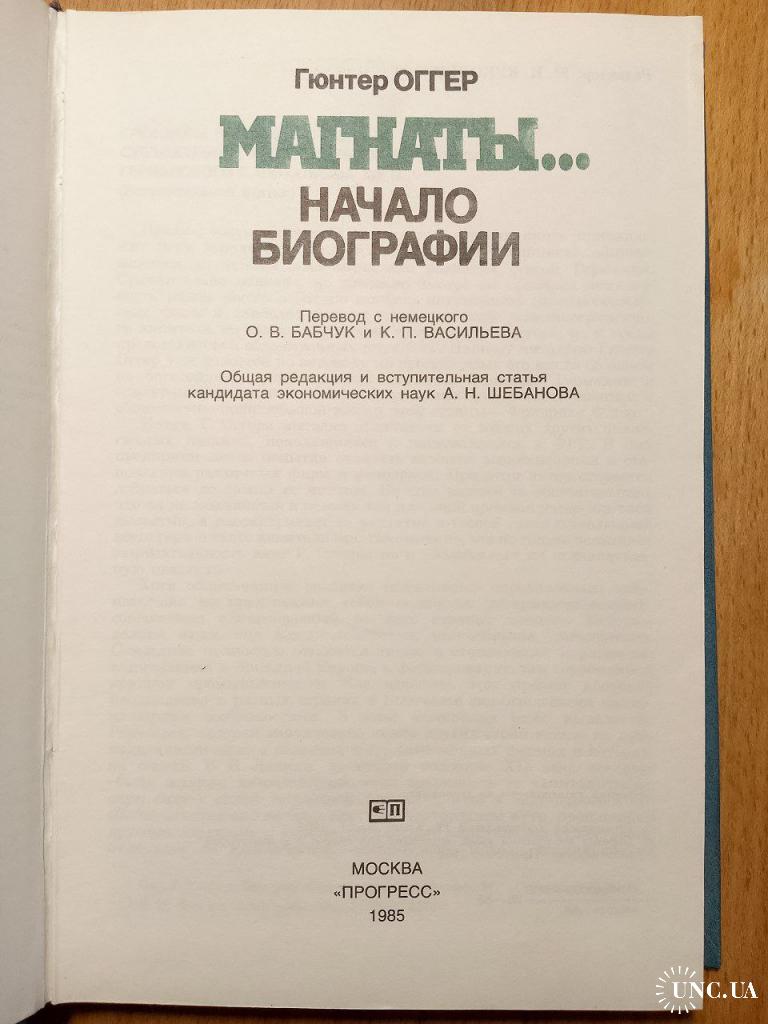 Гюнтер ОГГЕР
МАГНАТЫ...
НАЧАЛО
БИОГРАФИИ
Перевод с немецкого
О. В. БАБЧУК и К. П. ВАСИЛЬЕВА
Общая редакция и вступительная статья
кандидата экономических наук А. Н. ШЕБАНОВА
П
МОСКВА
«ПРОГРЕСС»
1985
UNC.UA